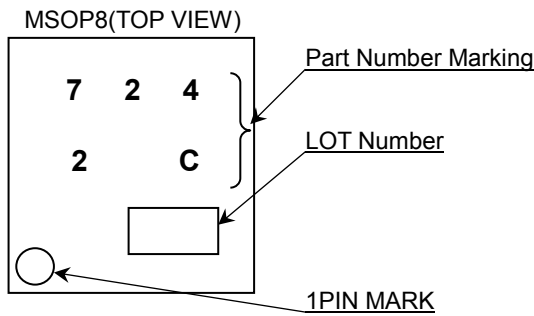 MSOP8(TOP VIEW)
Part Number Marking
7 2 4
LOT Number
2 C
1PIN MARK